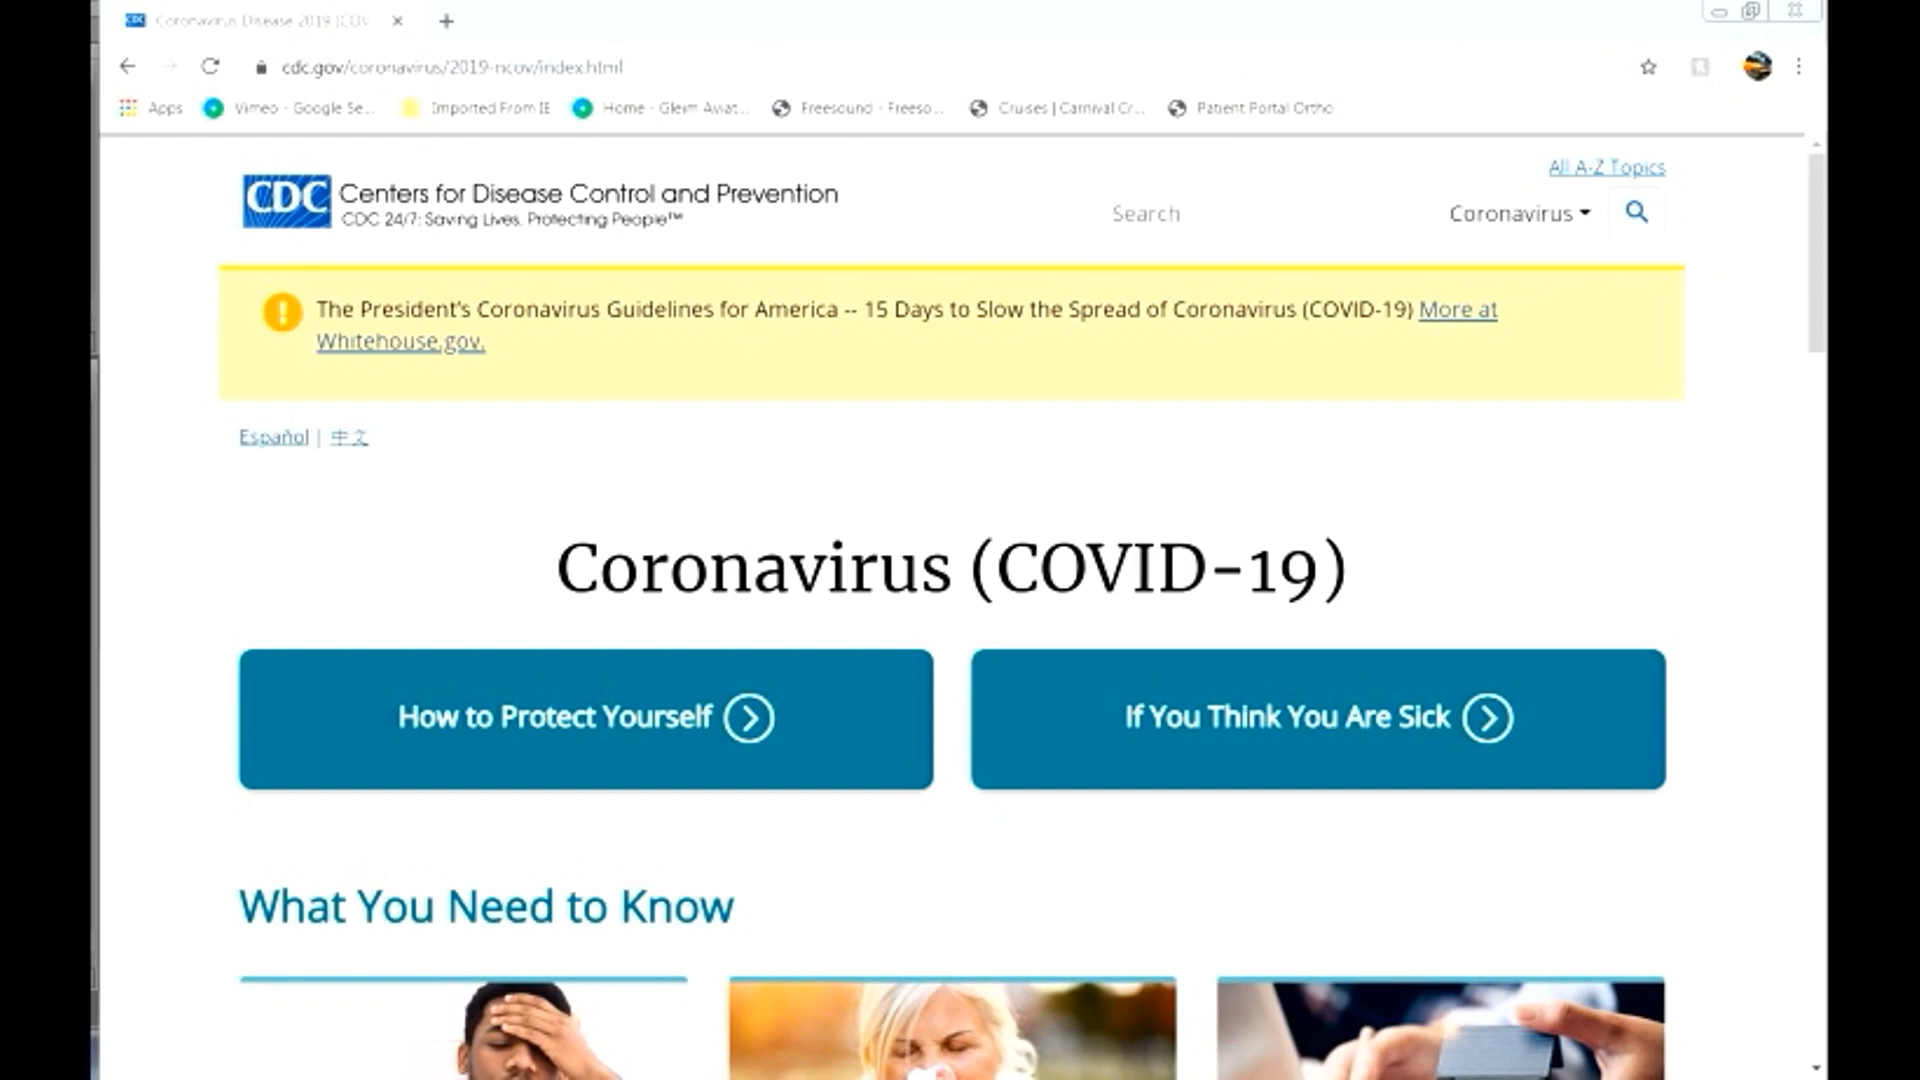 Coronavirus Disease 2019 (COV
cdc.gov/coronavirus/2019-ncov/index.html
Apps Vimeo - Google Se... Imported From IE Home - Gleim Aviat... Freesound - Freeso... Cruises | Carnival Cr... Patient Portal Ortho
All A-Z Topics
CDC Centers for Disease Control and Prevention
CDC 24/7: Saving Lives. Protecting People™
Search Coronavirus
The President's Coronavirus Guidelines for America -- 15 Days to Slow the Spread of Coronavirus (COVID-19) More at
Whitehouse.gov.
Español | 中文
Coronavirus (COVID-19)
How to Protect Yourself
If You Think You Are Sick
What You Need to Know